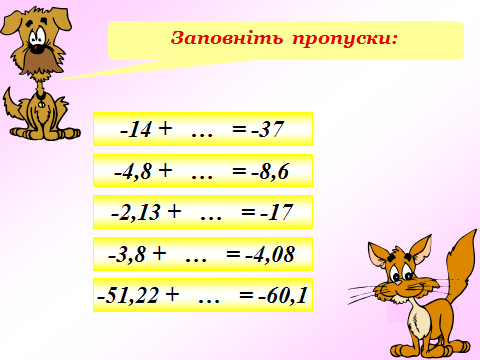 Заповніть пропуски:
-14 + … = -37
-4,8 + … = -8,6
-2,13 + … = -17
-3,8 + … = -4,08
-51,22 + … = -60,1